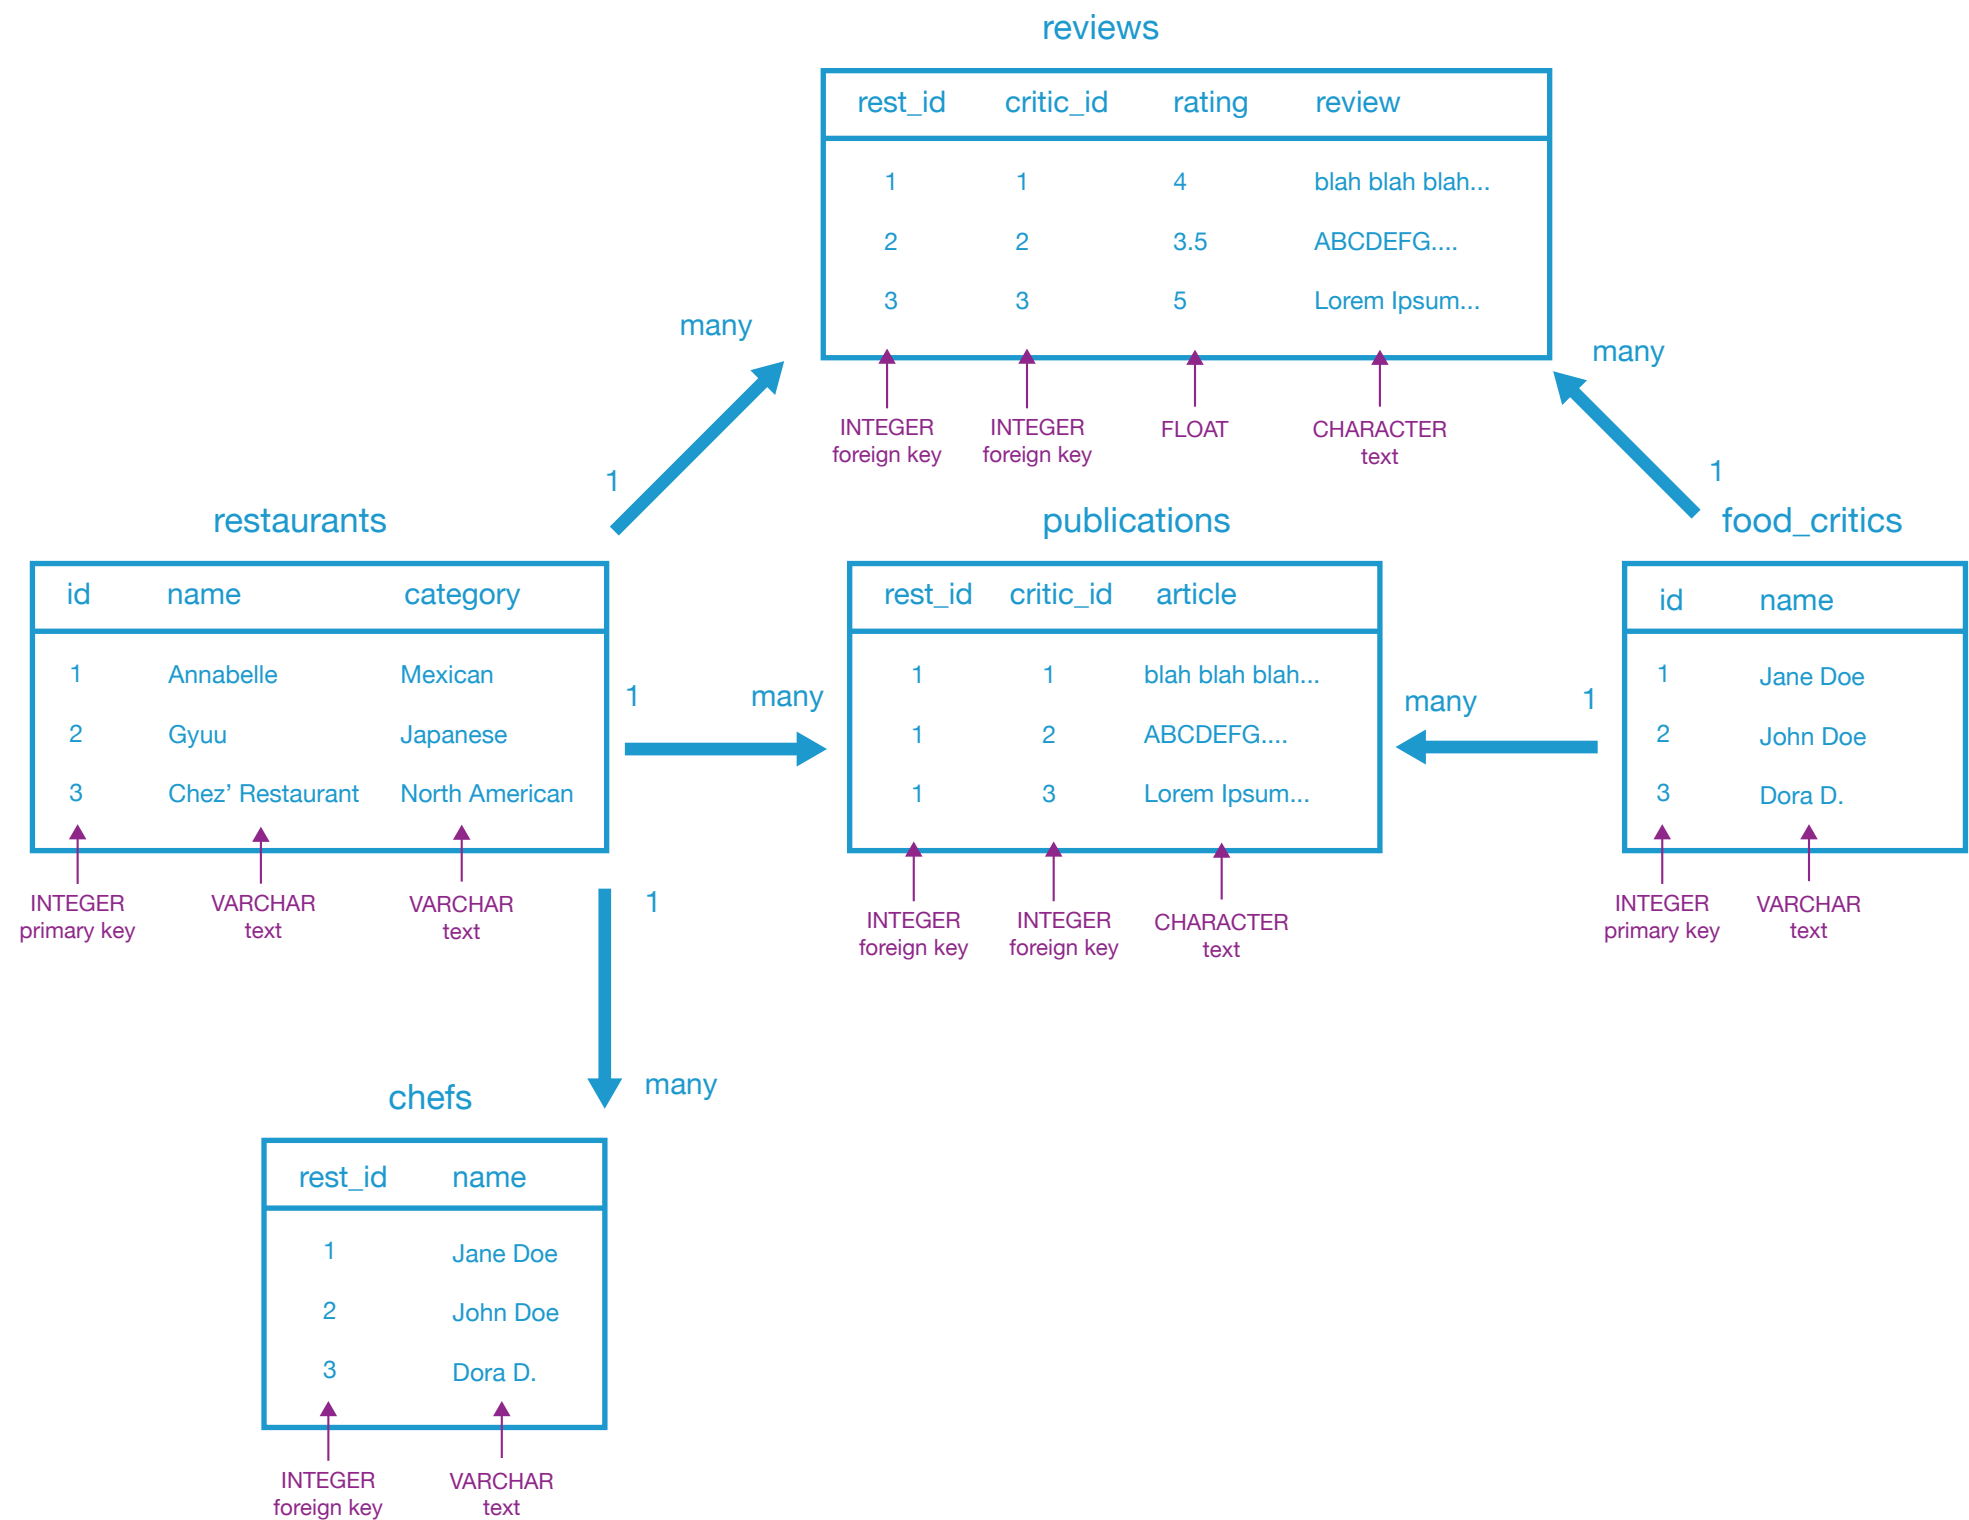 reviews
rest_id critic_id rating review
1 1 4 blah blah blah...
2 2 3.5 ABCDEFG....
3 3 5 Lorem Ipsum...
many
many
INTEGER foreign key
INTEGER foreign key
FLOAT
CHARACTER text
1
1
restaurants
id name category
1 Annabelle Mexican
2 Gyuu Japanese
3 Chez’ Restaurant North American
INTEGER primary key
VARCHAR text
VARCHAR text
1 many
publications
rest_id critic_id article
1 1 blah blah blah...
1 2 ABCDEFG....
1 3 Lorem Ipsum...
INTEGER foreign key
INTEGER foreign key
CHARACTER text
many 1
food_critics
id name
1 Jane Doe
2 John Doe
3 Dora D.
INTEGER primary key
VARCHAR text
1
many
chefs
rest_id name
1 Jane Doe
2 John Doe
3 Dora D.
INTEGER foreign key
VARCHAR text